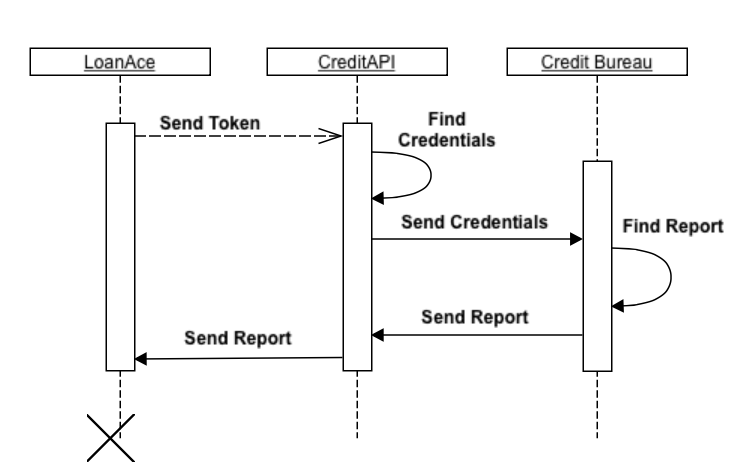 LoanAce
CreditAPI
Credit Bureau
Send Token
Find
Credentials
Send Credentials
Find Report
Send Report
Send Report